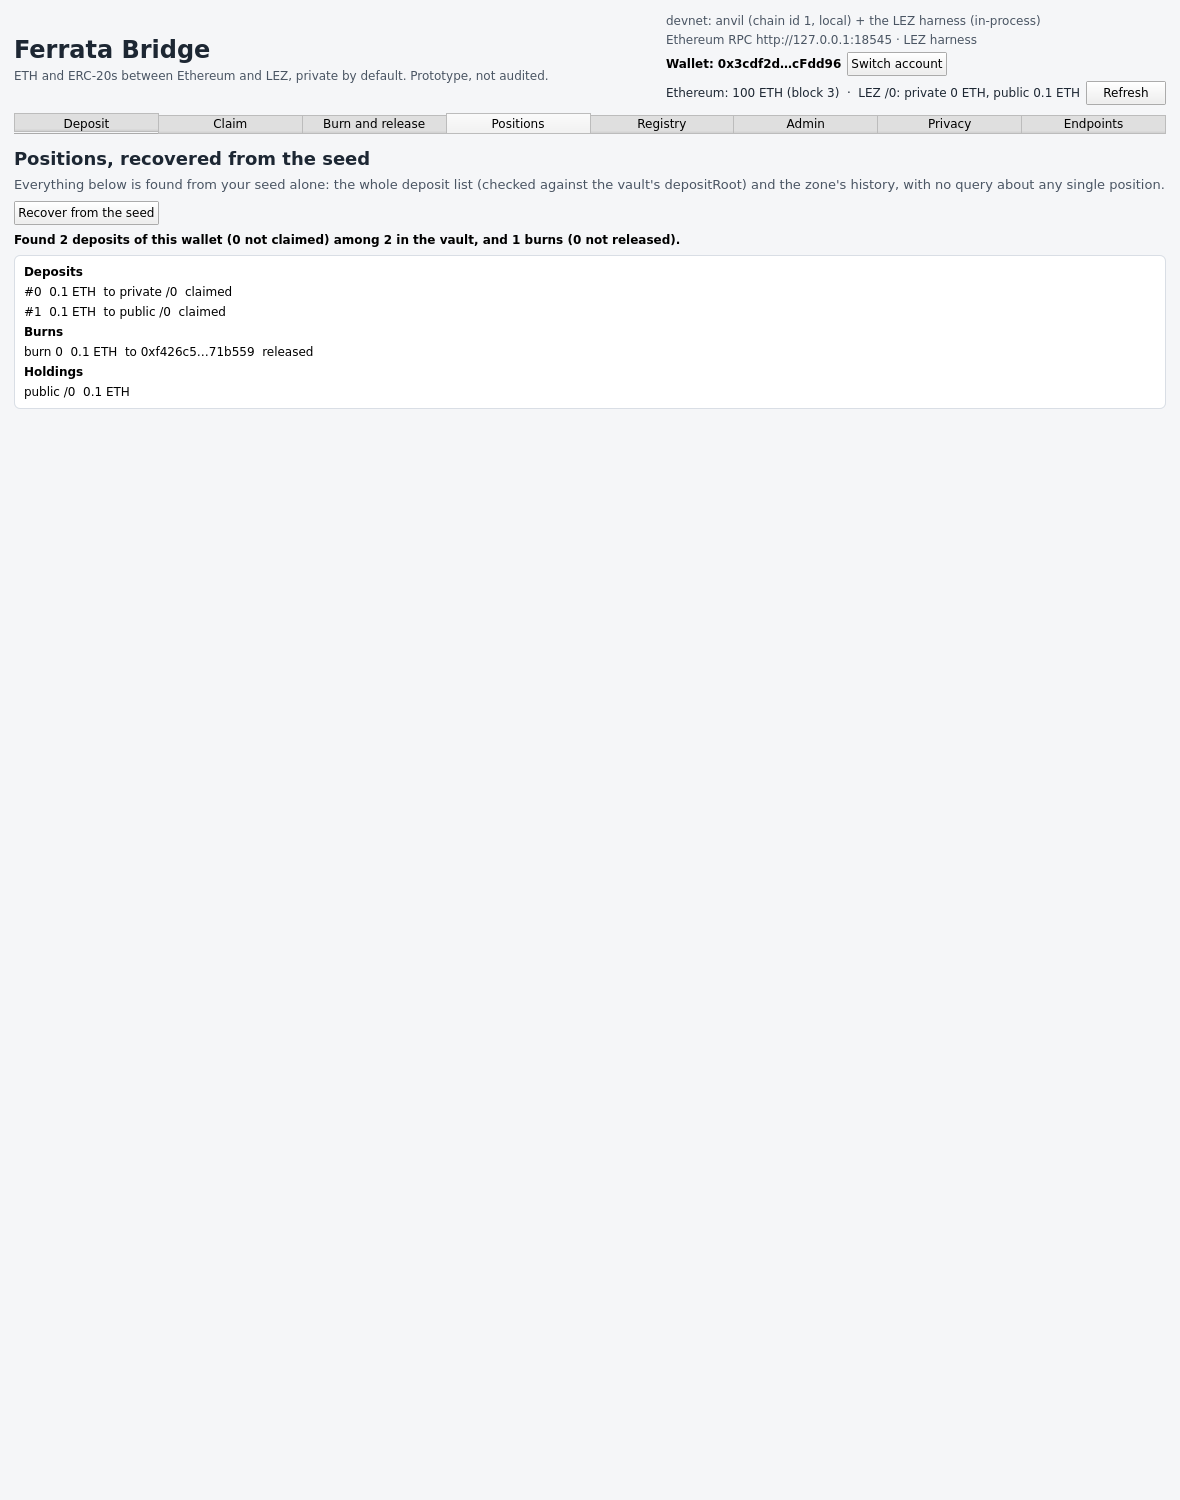 Ferrata Bridge
ETH and ERC-20s between Ethereum and LEZ, private by default. Prototype, not audited.
devnet: anvil (chain id 1, local) + the LEZ harness (in-process)
Ethereum RPC http://127.0.0.1:18545 · LEZ harness
Wallet: 0x3cdf2d…cFdd96 Switch account
Ethereum: 100 ETH (block 3) · LEZ /0: private 0 ETH, public 0.1 ETH Refresh
Deposit Claim Burn and release Positions Registry Admin Privacy Endpoints
Positions, recovered from the seed
Everything below is found from your seed alone: the whole deposit list (checked against the vault's depositRoot) and the zone's history, with no query about any single position.
Recover from the seed
Found 2 deposits of this wallet (0 not claimed) among 2 in the vault, and 1 burns (0 not released).
Deposits
#0 0.1 ETH to private /0 claimed
#1 0.1 ETH to public /0 claimed
Burns
burn 0 0.1 ETH to 0xf426c5…71b559 released
Holdings
public /0 0.1 ETH